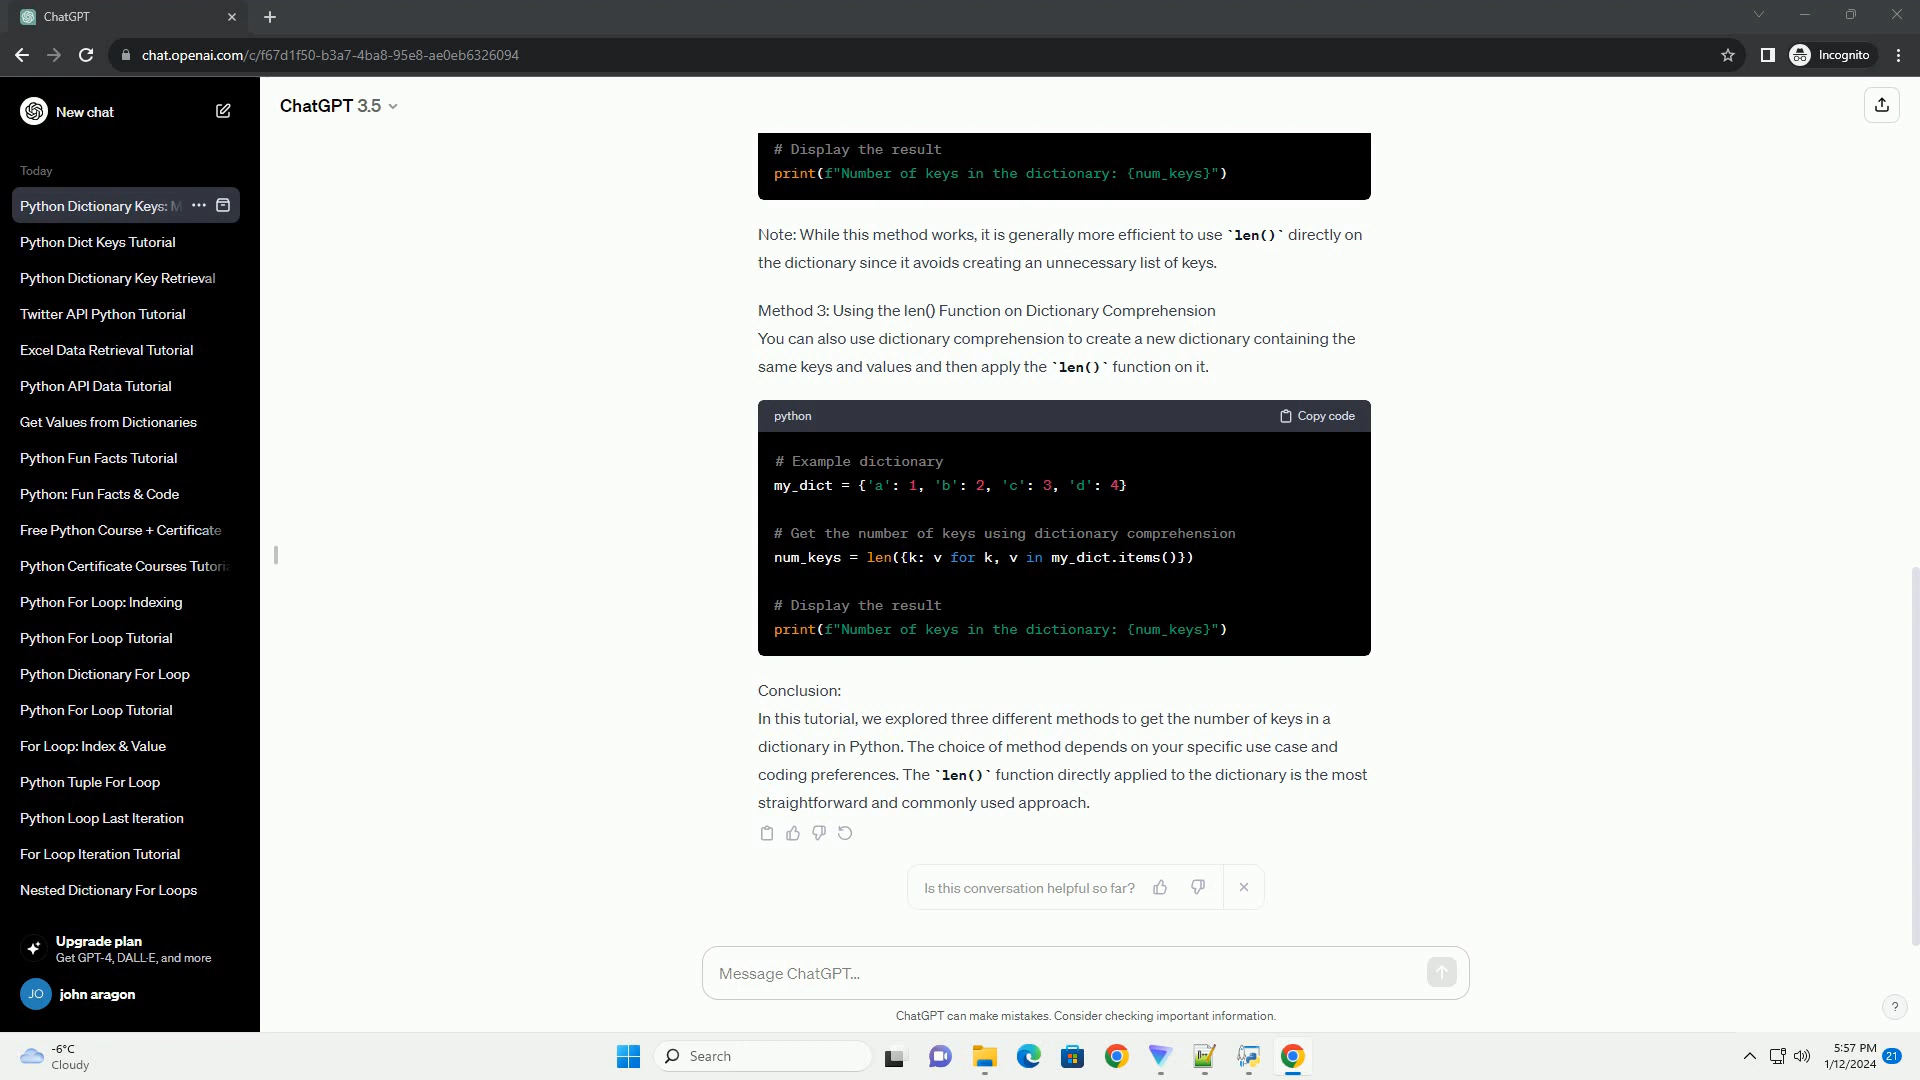 ChatGPT
chat.openai.com/c/f67d1f50-b3a7-4ba8-95e8-ae0eb6326094
Incognito
New chat
Today
Python Dictionary Keys: M
Python Dict Keys Tutorial
Python Dictionary Key Retrieval
Twitter API Python Tutorial
Excel Data Retrieval Tutorial
Python API Data Tutorial
Get Values from Dictionaries
Python Fun Facts Tutorial
Python: Fun Facts & Code
Free Python Course + Certificate
Python Certificate Courses Tutoria
Python For Loop: Indexing
Python For Loop Tutorial
Python Dictionary For Loop
Python For Loop Tutorial
For Loop: Index & Value
Python Tuple For Loop
Python Loop Last Iteration
For Loop Iteration Tutorial
Nested Dictionary For Loops
Upgrade plan
Get GPT-4, DALL·E, and more
JO john aragon
ChatGPT 3.5
# Display the result
print(f"Number of keys in the dictionary: {num_keys}")
Note: While this method works, it is generally more efficient to use `len()` directly on
the dictionary since it avoids creating an unnecessary list of keys.
Method 3: Using the len() Function on Dictionary Comprehension
You can also use dictionary comprehension to create a new dictionary containing the
same keys and values and then apply the `len()` function on it.
python Copy code
# Example dictionary
my_dict = {'a': 1, 'b': 2, 'c': 3, 'd': 4}
# Get the number of keys using dictionary comprehension
num_keys = len({k: v for k, v in my_dict.items()})
# Display the result
print(f"Number of keys in the dictionary: {num_keys}")
Conclusion:
In this tutorial, we explored three different methods to get the number of keys in a
dictionary in Python. The choice of method depends on your specific use case and
coding preferences. The `len()` function directly applied to the dictionary is the most
straightforward and commonly used approach.
Is this conversation helpful so far?
Message ChatGPT...
ChatGPT can make mistakes. Consider checking important information.
?
-6°C
Cloudy
Search
5:57 PM
1/12/2024
21